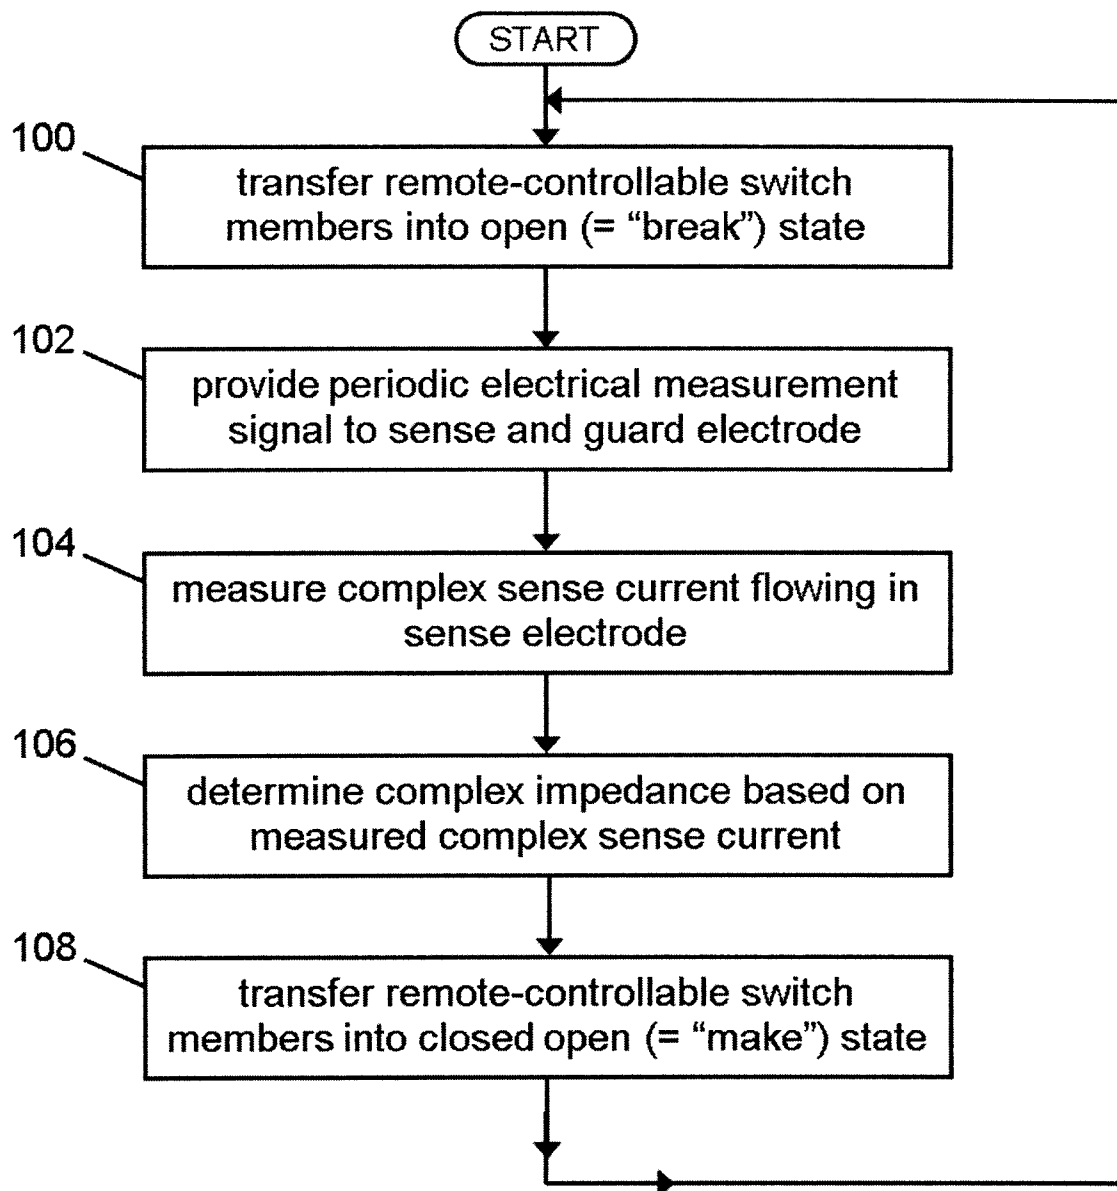 START
100
transfer remote-controllable switch
members into open (= “break”) state
102
provide periodic electrical measurement
signal to sense and guard electrode
104
measure complex sense current flowing in
sense electrode
106
determine complex impedance based on
measured complex sense current
108
transfer remote-controllable switch
members into closed open (= “make”) state